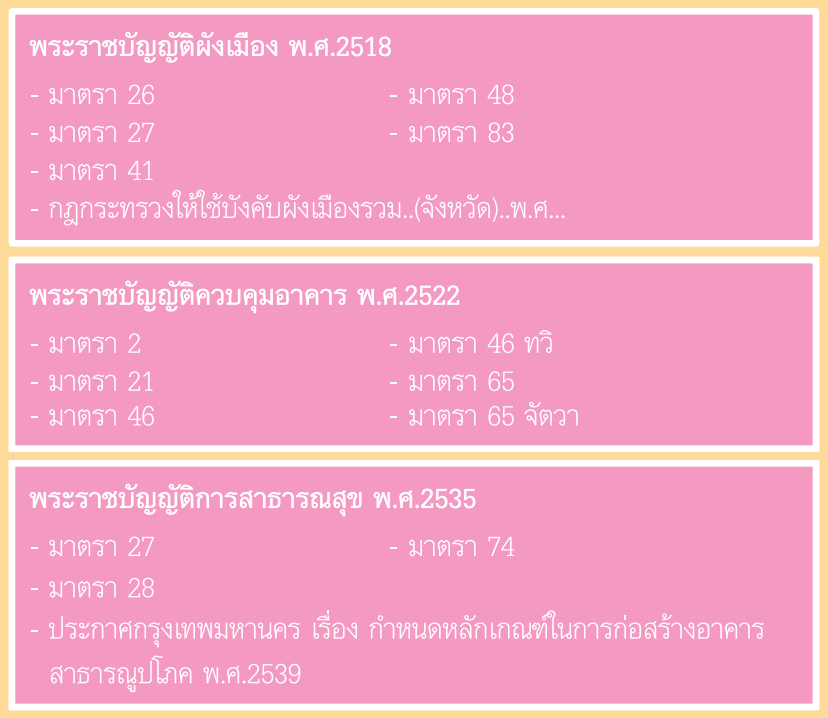 พระราชบัญญัติผังเมือง พ.ศ.2518
- มาตรา 26
- มาตรา 48
- มาตรา 27
- มาตรา 83
- มาตรา 41
- กฎกระทรวงให้ใช้บังคับผังเมืองรวม..(จังหวัด)..พ.ศ...
พระราชบัญญัติควบคุมอาคาร พ.ศ.2522
- มาตรา 2
- มาตรา 46 ทวิ
- มาตรา 21
- มาตรา 65
- มาตรา 46
- มาตรา 65 จัตวา
พระราชบัญญัติการสาธารณสุข พ.ศ.2535
- มาตรา 27
- มาตรา 74
- มาตรา 28
- ประกาศกรุงเทพมหานคร เรื่อง กำหนดหลักเกณฑ์ในการก่อสร้างอาคาร
สาธารณูปโภค พ.ศ.2539